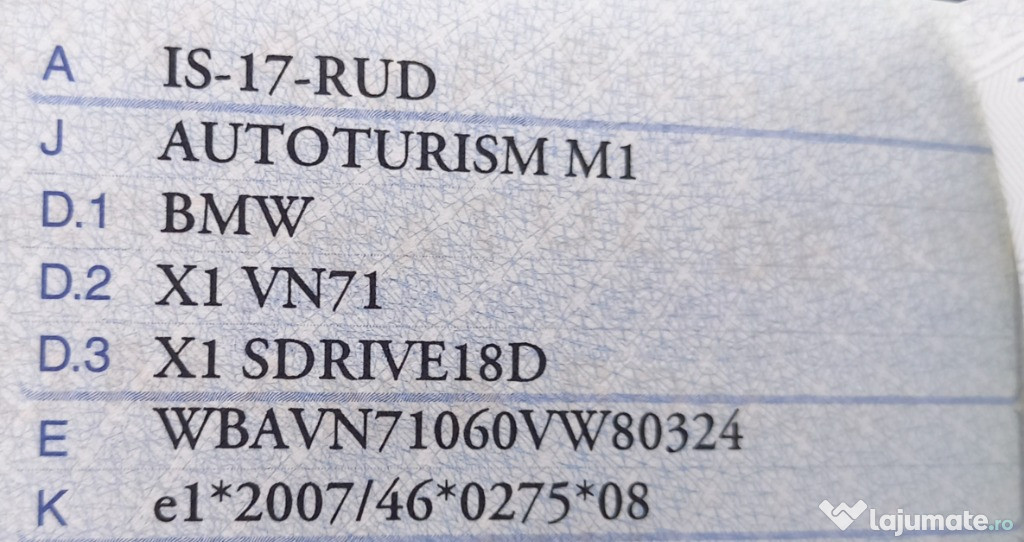 A IS-17-RUD
J AUTOTURISM M1
D.1 BMW
D.2 X1 VN71
D.3 X1 SDRIVE18D
E WBAVN71060VW80324
K e1*2007/46*0275*08
lajumate.ro